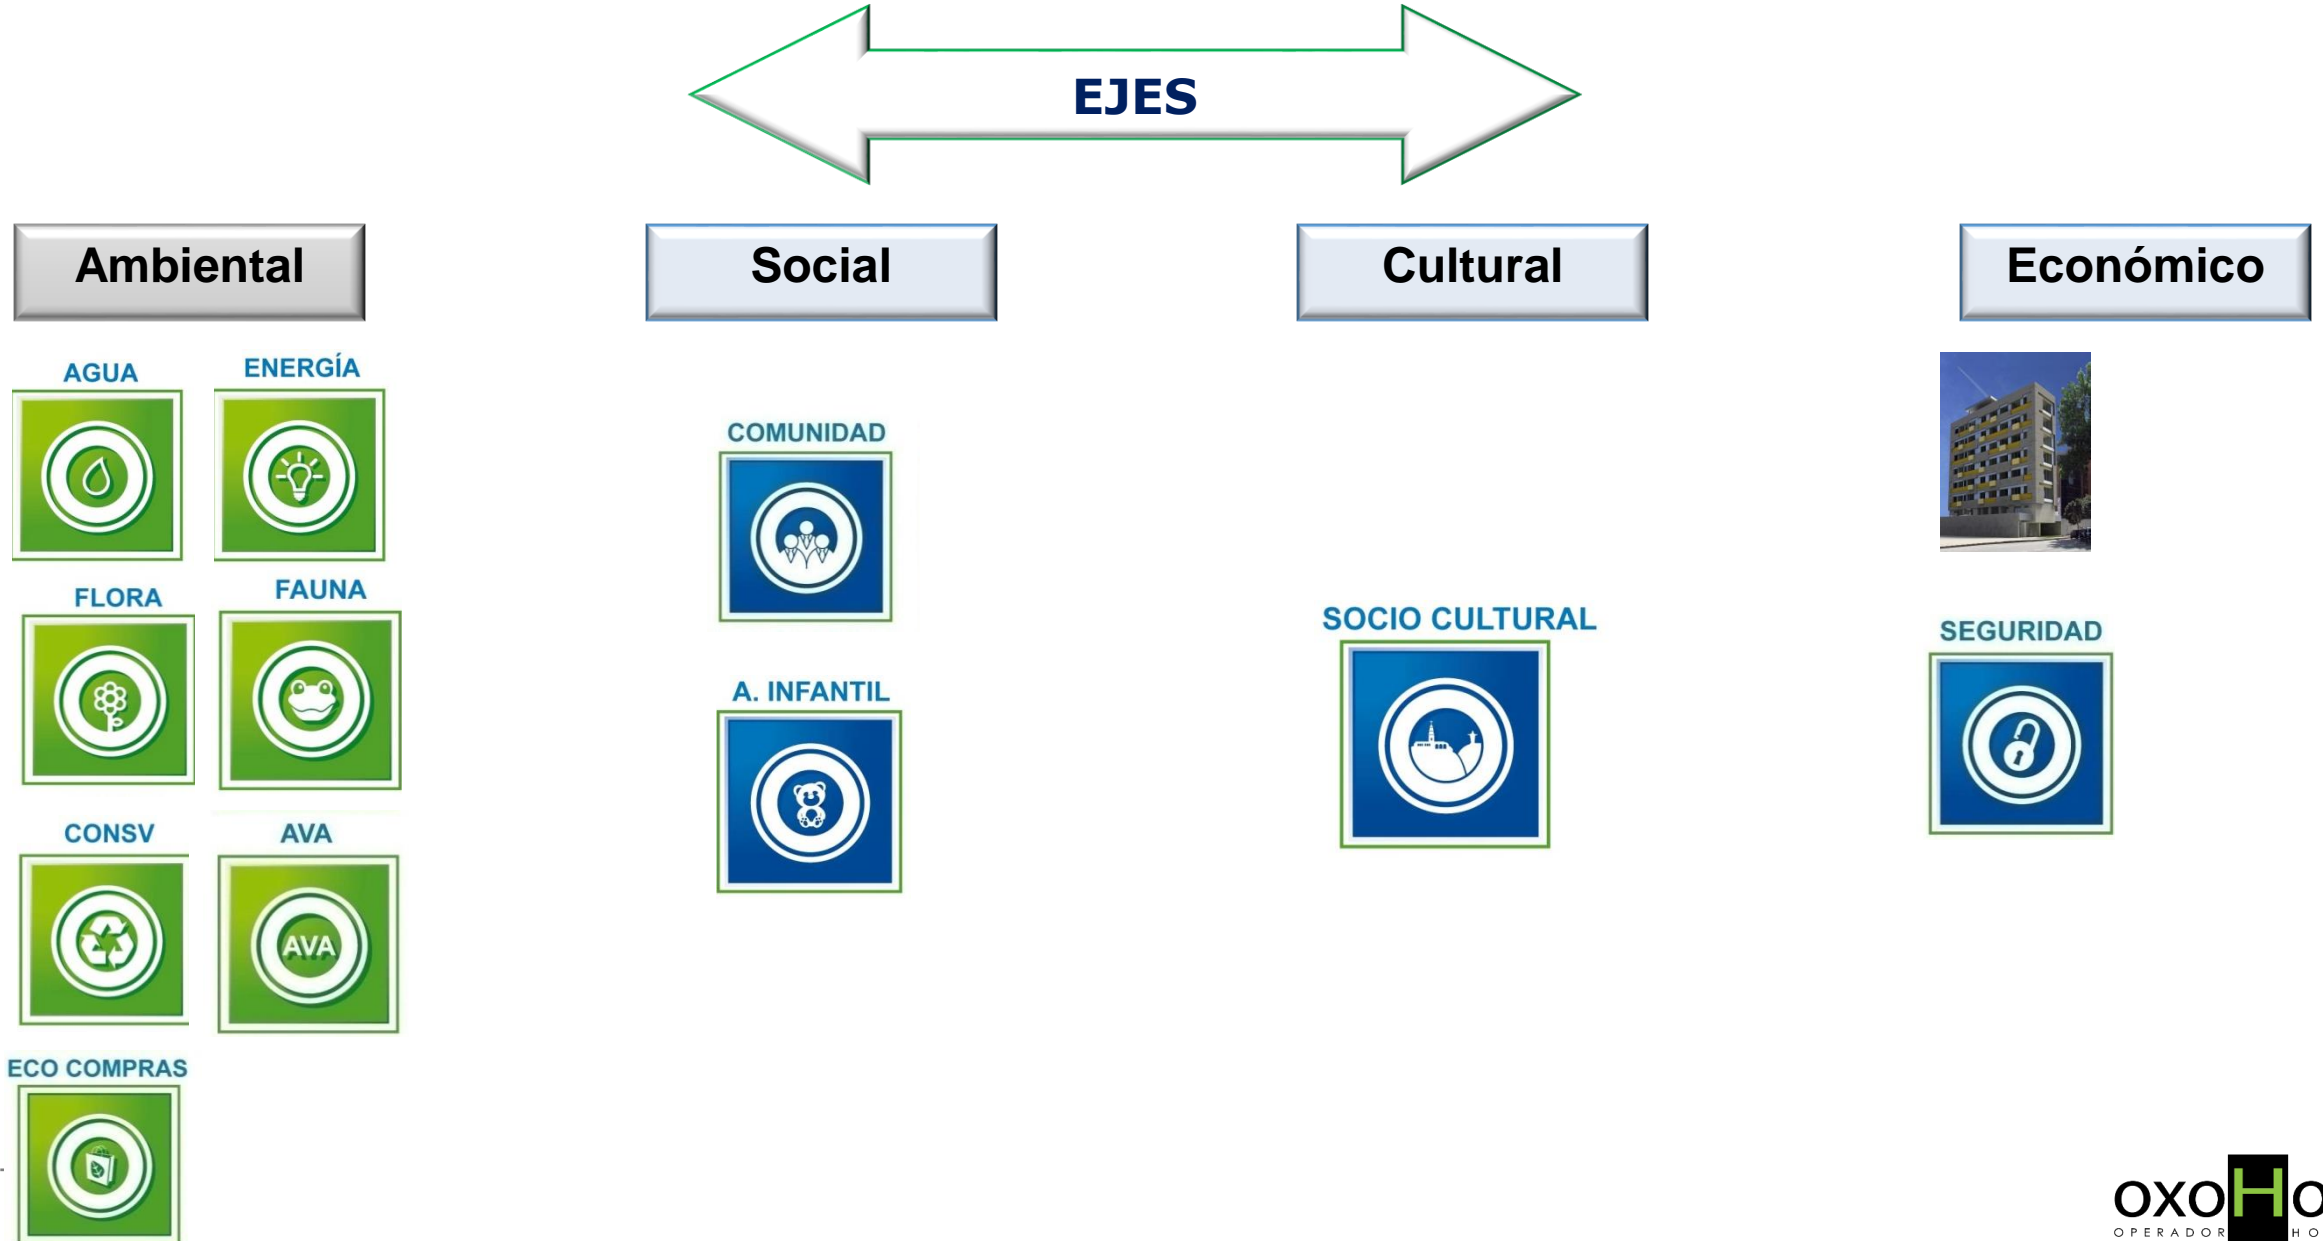 EJES
Ambiental
Social
Cultural
Económico
AGUA
ENERGÍA
FLORA
FAUNA
CONSV
AVA
AVA
ECO COMPRAS
COMUNIDAD
A. INFANTIL
SOCIO CULTURAL
SEGURIDAD
oxoHo
OPERADOR HO